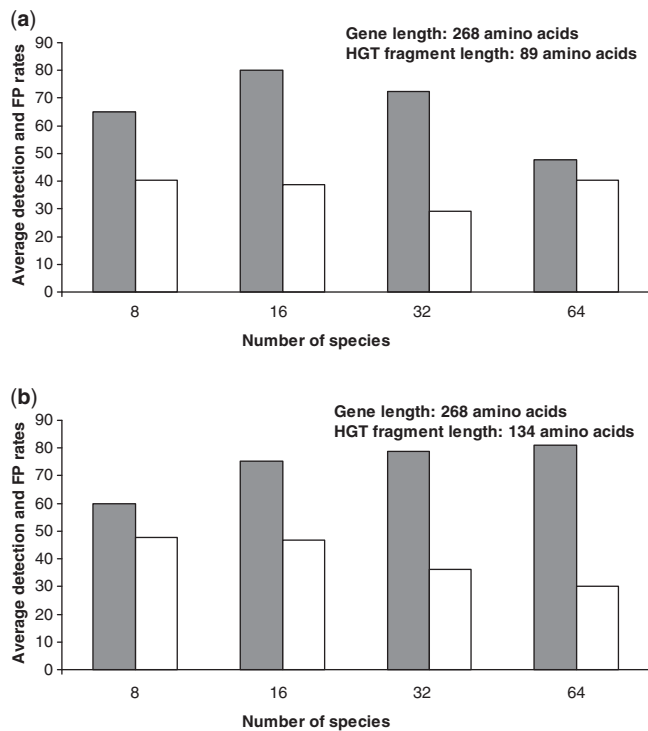 (a)
Gene length: 268 amino acids
HGT fragment length: 89 amino acids
Average detection and FP rates
90
80
70
60
50
40
30
20
10
0
8 16 32 64
Number of species
(b)
Gene length: 268 amino acids
HGT fragment length: 134 amino acids
Average detection and FP rates
90
80
70
60
50
40
30
20
10
0
8 16 32 64
Number of species